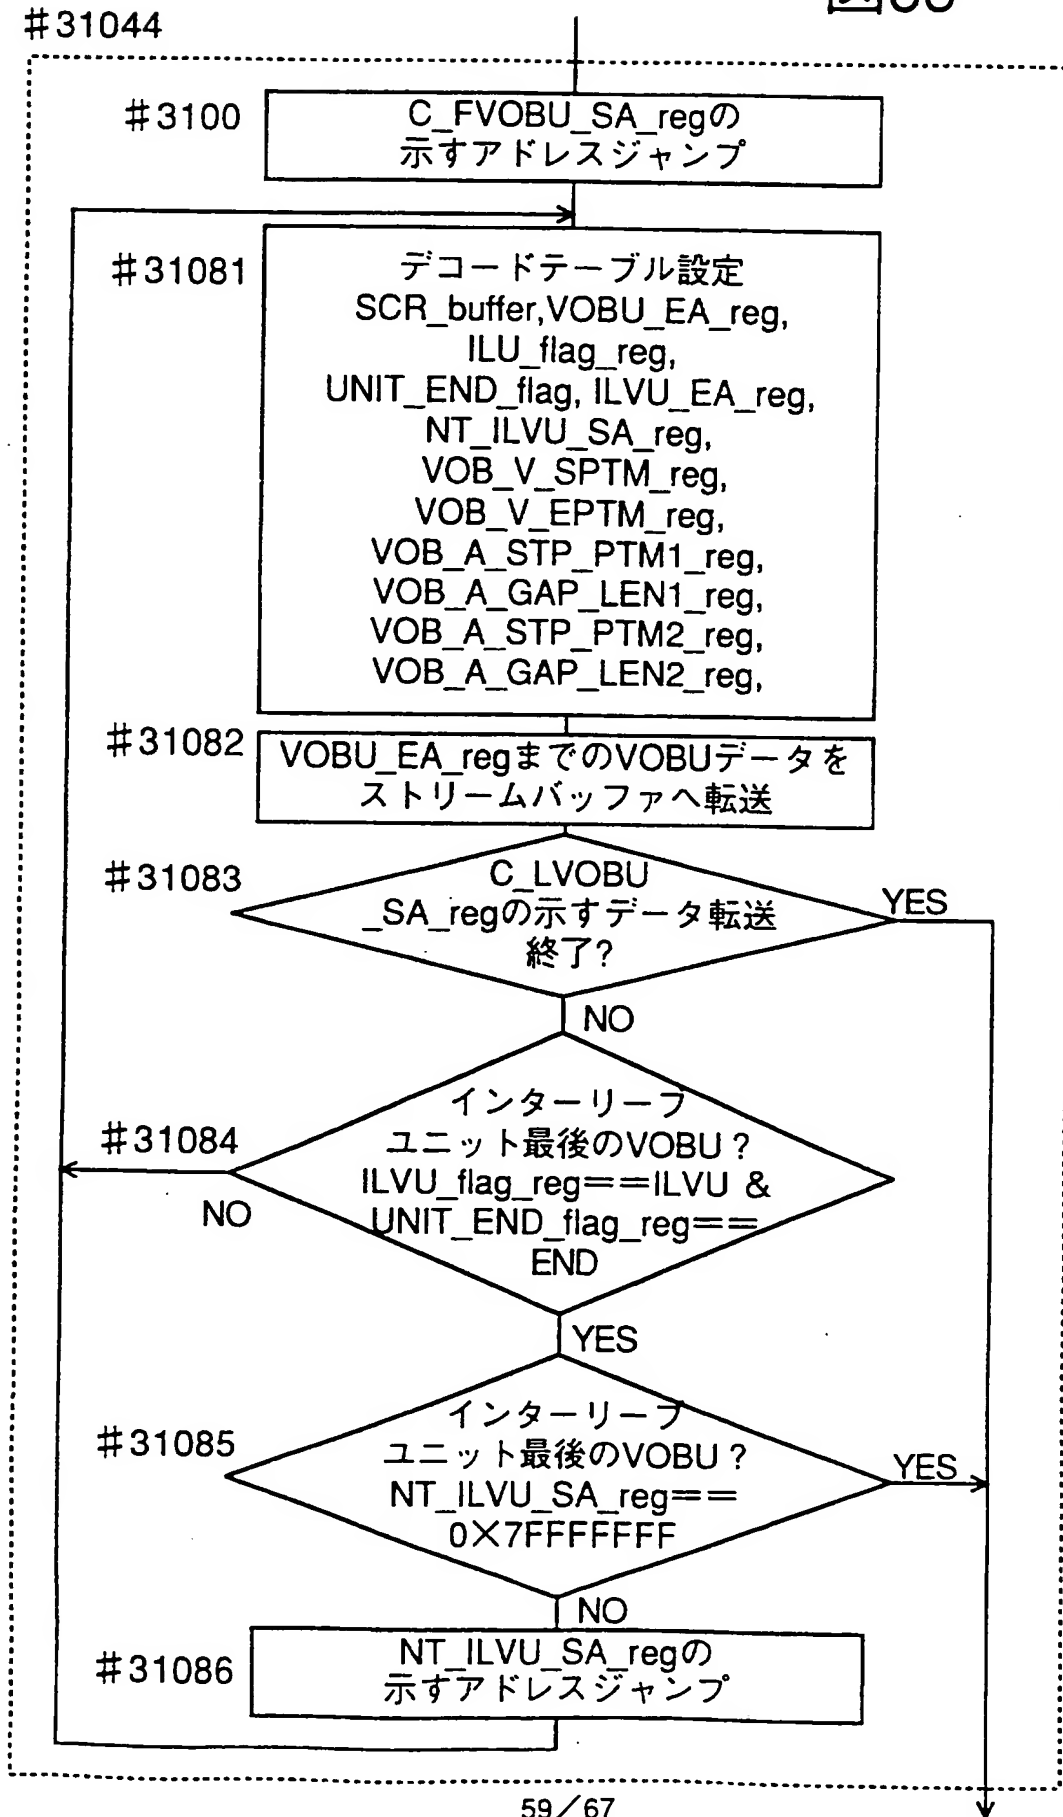 #31044
#3100
C_FVOBU_SA_regの
示すアドレスジャンプ
#31081
デコードテーブル設定
SCR_buffer,VOBU_EA_reg,
ILU_flag_reg,
UNIT_END_flag, ILVU_EA_reg,
NT_ILVU_SA_reg,
VOB_V_SPTM_reg,
VOB_V_EPTM_reg,
VOB_A_STP_PTM1_reg,
VOB_A_GAP_LEN1_reg,
VOB_A_STP_PTM2_reg,
VOB_A_GAP_LEN2_reg,
#31082
VOBU_EA_regまでのVOBUデータを
ストリームバッファへ転送
#31083
C_LVOBU
_SA_regの示すデータ転送
終了?
YES
NO
#31084
インターリーブ
ユニット最後のVOBU?
ILVU_flag_reg==ILVU &
UNIT_END_flag_reg==
END
NO
YES
#31085
インターリーブ
ユニット最後のVOBU?
NT_ILVU_SA_reg==
0×7FFFFFFF
YES
NO
#31086
NT_ILVU_SA_regの
示すアドレスジャンプ
59/67